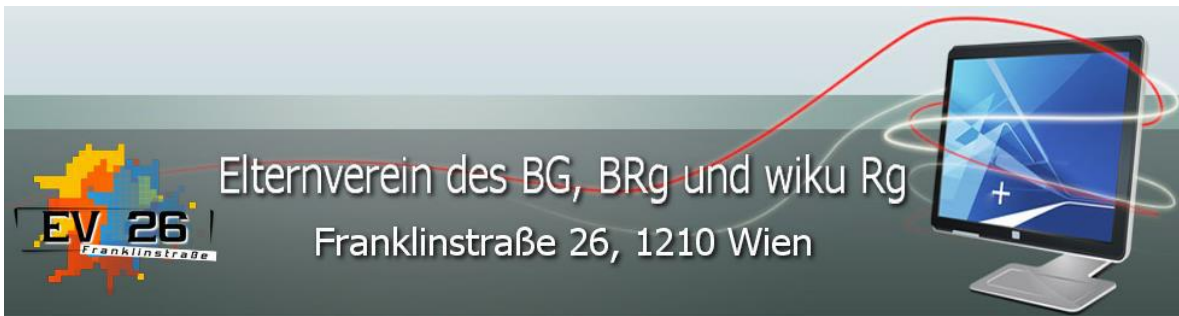 Elternverein des BG, BRg und wiku Rg
Franklinstraße 26, 1210 Wien
EV 26
Franklinstraße